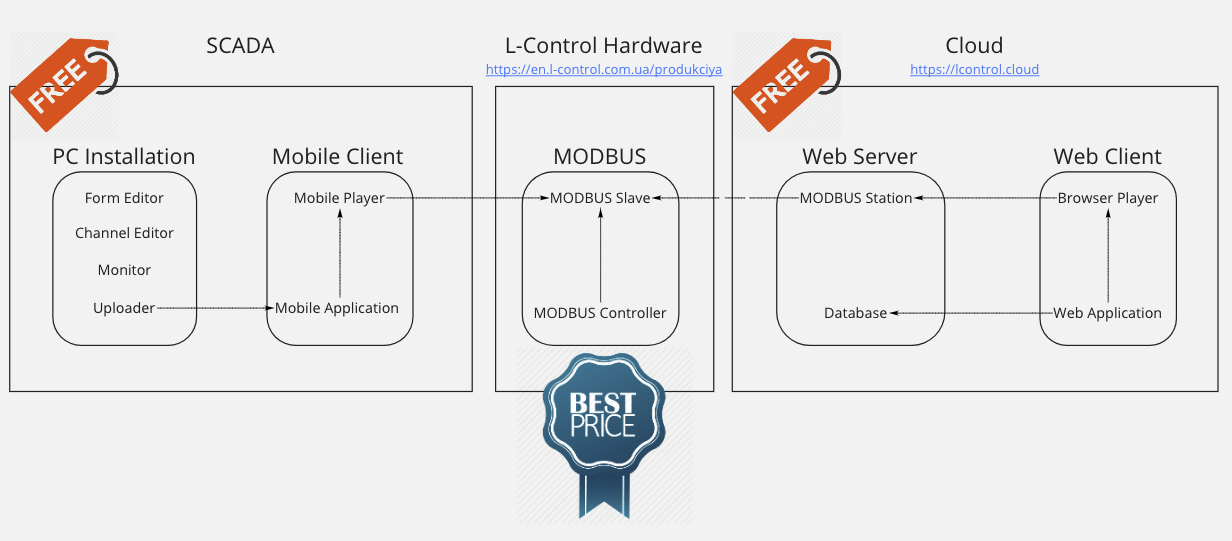 SCADA
L-Control Hardware
Cloud
https://en.l-control.com.ua/produkciya
https://lcontrol.cloud
FREE
FREE
PC Installation
Mobile Client
MODBUS
Web Server
Web Client
Form Editor
Channel Editor
Monitor
Uploader
Mobile Player
Mobile Application
MODBUS Slave
MODBUS Controller
MODBUS Station
Database
Browser Player
Web Application
BEST
PRICE